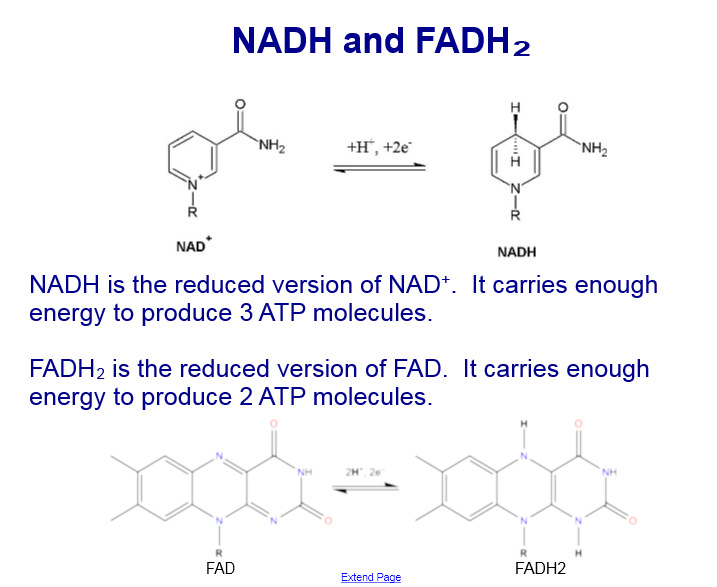 NADH and FADH₂
O
NH₂
N⁺
R
NAD⁺
+H⁺, +2e⁻
H
O
NH₂
H
N
R
NADH
NADH is the reduced version of NAD⁺. It carries enough
energy to produce 3 ATP molecules.
FADH₂ is the reduced version of FAD. It carries enough
energy to produce 2 ATP molecules.
O
N
NH
N
N
O
R
FAD
2H⁺, 2e⁻
H
O
N
NH
N
N
O
R
H
FADH2
Extend Page